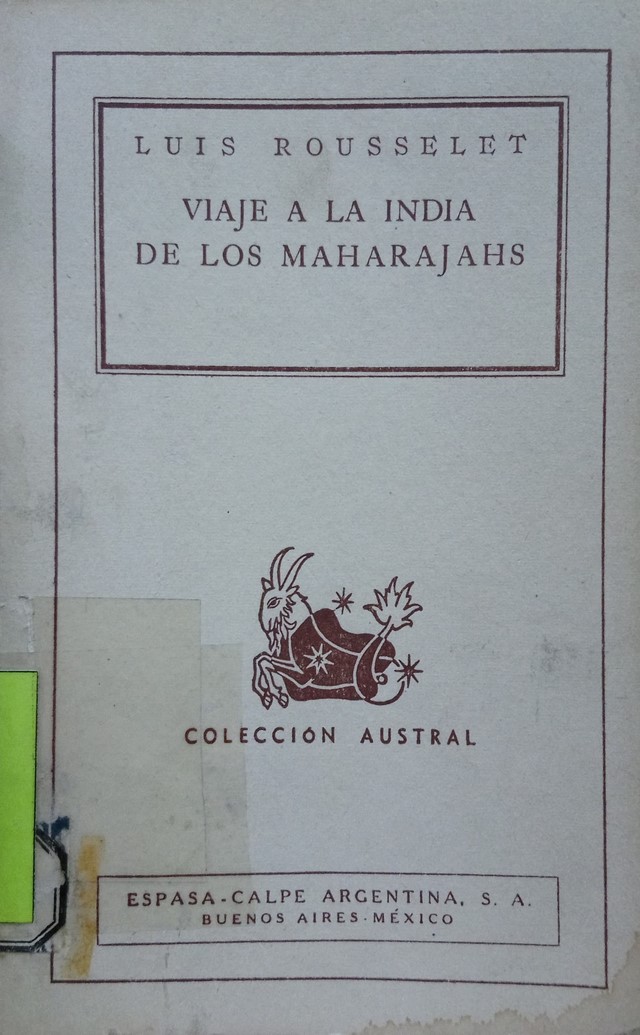 LUIS ROUSSELET
VIAJE A LA INDIA
DE LOS MAHARAJAHS
COLECCIÓN AUSTRAL
ESPASA-CALPE ARGENTINA, S. A.
BUENOS AIRES-MÉXICO